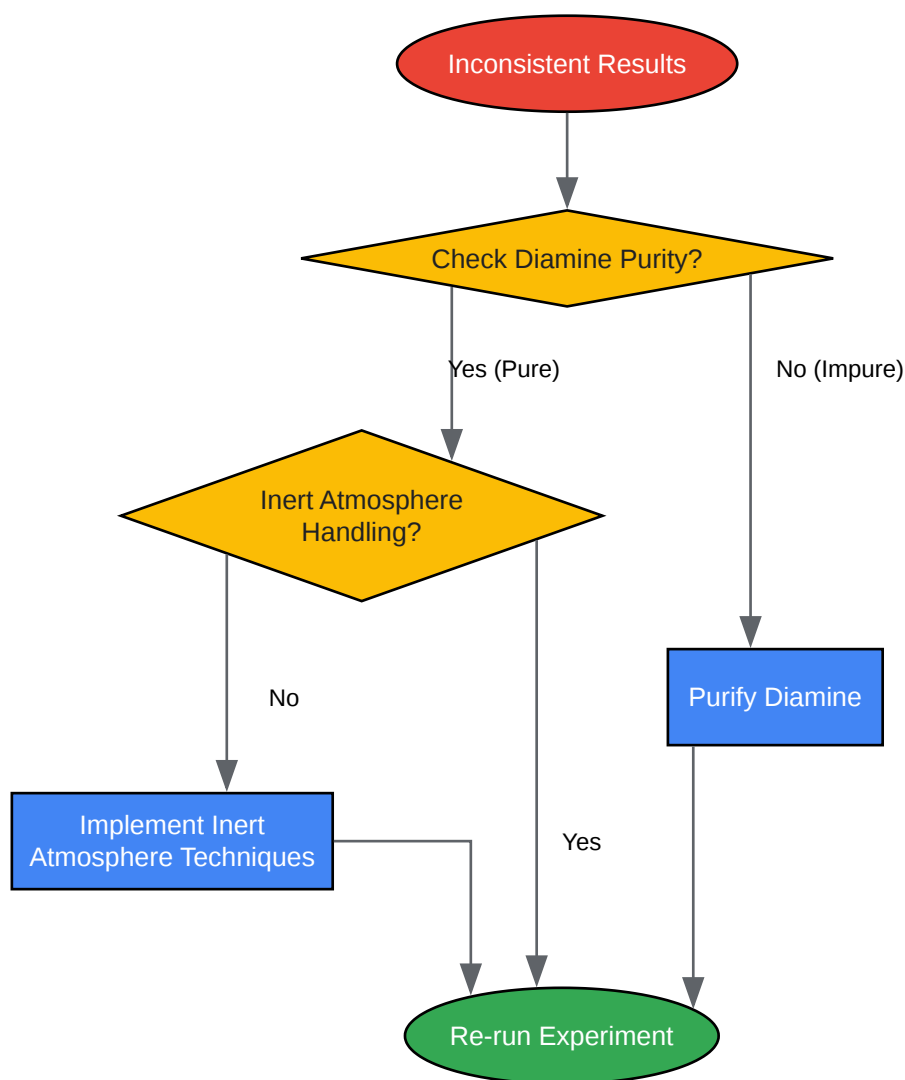 Inconsistent Results
Check Diamine Purity?
Yes (Pure)
No (Impure)
Inert Atmosphere
Handling?
No
Purify Diamine
Implement Inert
Atmosphere Techniques
Yes
Re-run Experiment